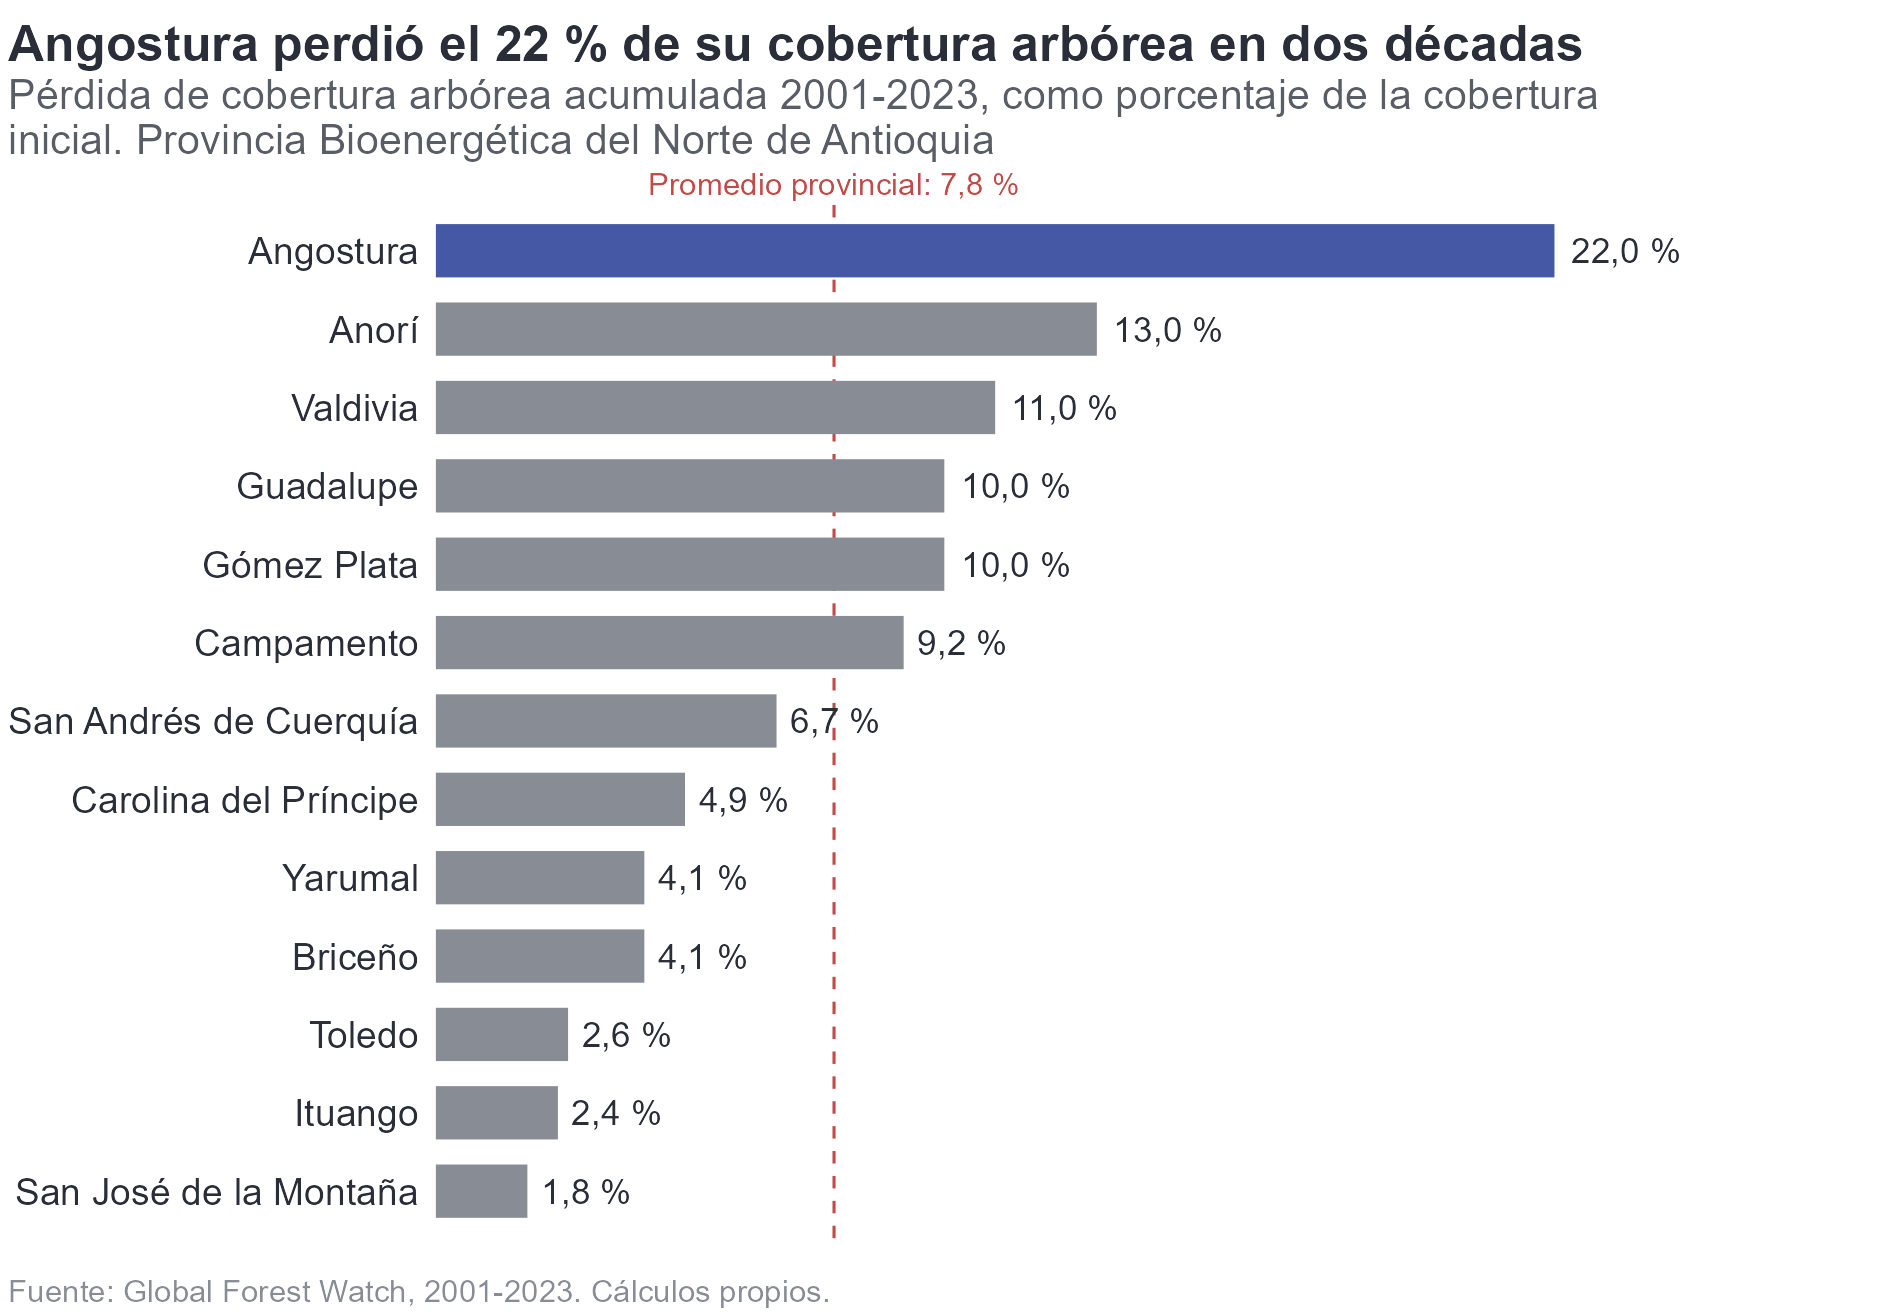 Angostura perdió el 22 % de su cobertura arbórea en dos décadas
Pérdida de cobertura arbórea acumulada 2001-2023, como porcentaje de la cobertura
inicial. Provincia Bioenergética del Norte de Antioquia
Promedio provincial: 7,8 %
Angostura 22,0 %
Anorí 13,0 %
Valdivia 11,0 %
Guadalupe 10,0 %
Gómez Plata 10,0 %
Campamento 9,2 %
San Andrés de Cuerquía 6,7 %
Carolina del Príncipe 4,9 %
Yarumal 4,1 %
Briceño 4,1 %
Toledo 2,6 %
Ituango 2,4 %
San José de la Montaña 1,8 %
Fuente: Global Forest Watch, 2001-2023. Cálculos propios.